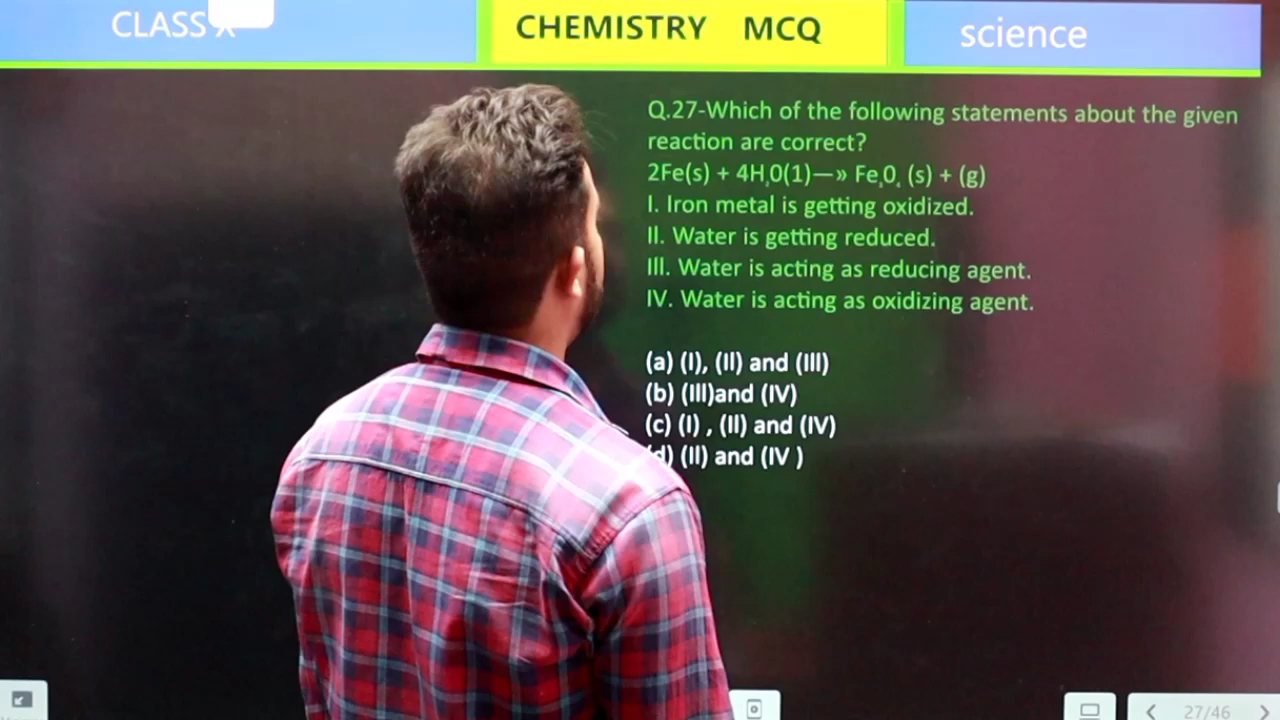 CLASS X
CHEMISTRY MCQ
science
Q.27-Which of the following statements about the given
reaction are correct?
2Fe(s) + 4H₂0(1)—» Fe₃0₄ (s) + (g)
I. Iron metal is getting oxidized.
II. Water is getting reduced.
III. Water is acting as reducing agent.
IV. Water is acting as oxidizing agent.
(a) (I), (II) and (III)
(b) (III)and (IV)
(c) (I) , (II) and (IV)
(d) (II) and (IV )
27/46